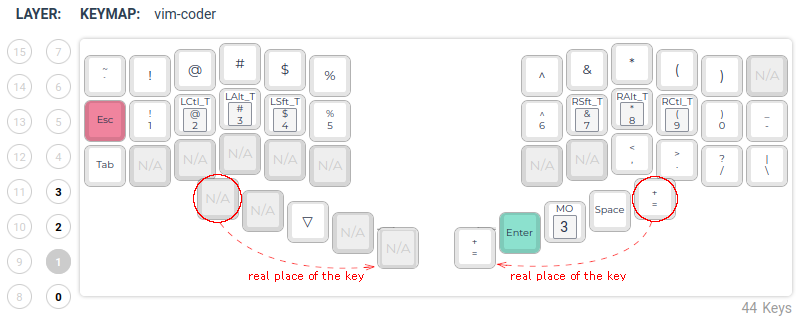 LAYER: KEYMAP: vim-coder
15 7
14 6
13 5
12 4
11 3
10 2
9 1
8 0
~ ` ! @ # $ % ^ & * ( ) N/A
Esc
! 1
LCtl_T @ 2
LAlt_T # 3
LSft_T $ 4
% 5
^ 6
RSft_T & 7
RAlt_T * 8
RCtl_T ( 9
) 0
_ -
Tab N/A N/A N/A N/A N/A
N/A N/A
< ,
> .
? /
| \
N/A N/A ▽ N/A N/A
+ =
Enter
MO 3
Space
+ =
real place of the key
real place of the key
44 Keys